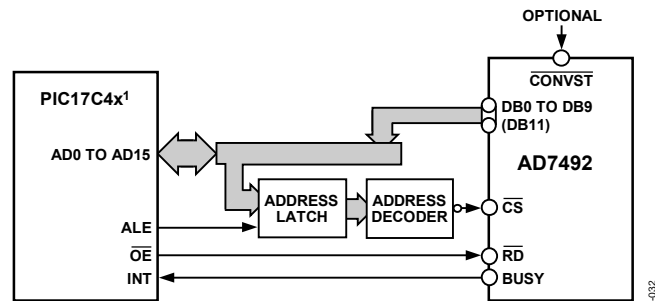 OPTIONAL
CONVST
PIC17C4x¹
DB0 TO DB9
(DB11)
AD0 TO AD15
AD7492
ADDRESS
LATCH
ADDRESS
DECODER
CS
ALE
OE
RD
INT
BUSY
-032